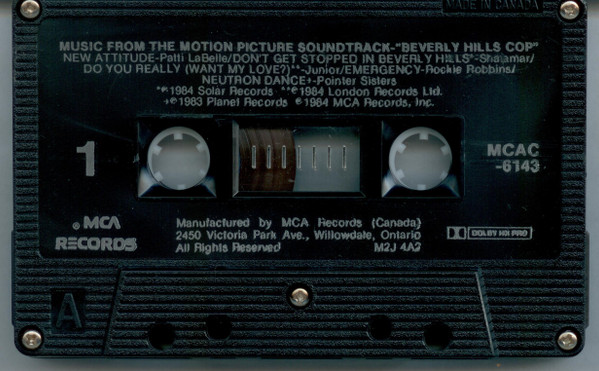 MADE IN CANADA
MUSIC FROM THE MOTION PICTURE SOUNDTRACK-"BEVERLY HILLS COP"
NEW ATTITUDE-Patti LaBelle/DON'T GET STOPPED IN BEVERLY HILLS*-Shalamar/
DO YOU REALLY (WANT MY LOVE?)**-Junior/EMERGENCY-Rockie Robbins/
NEUTRON DANCE+-Pointer Sisters
*℗1984 Solar Records **℗1984 London Records Ltd.
+℗1983 Planet Records ℗1984 MCA Records, Inc.
1
MCAC
-6143
®MCA
RECORDS
Manufactured by MCA Records (Canada)
2450 Victoria Park Ave., Willowdale, Ontario
All Rights Reserved M2J 4A2
DOLBY HX PRO
A